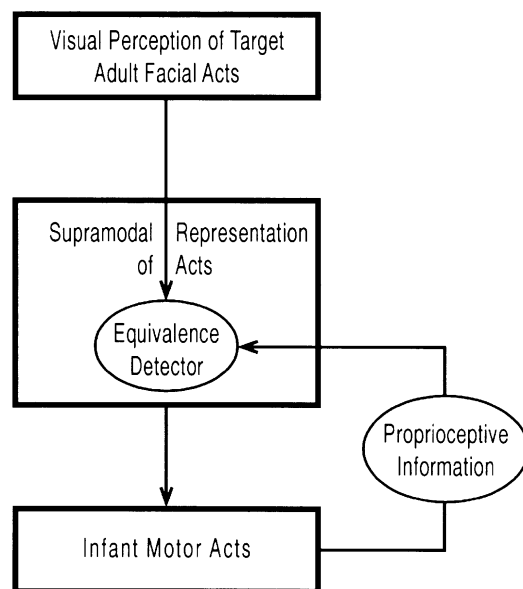 Visual Perception of Target
Adult Facial Acts
Supramodal Representation
of Acts
Equivalence
Detector
Proprioceptive
Information
Infant Motor Acts